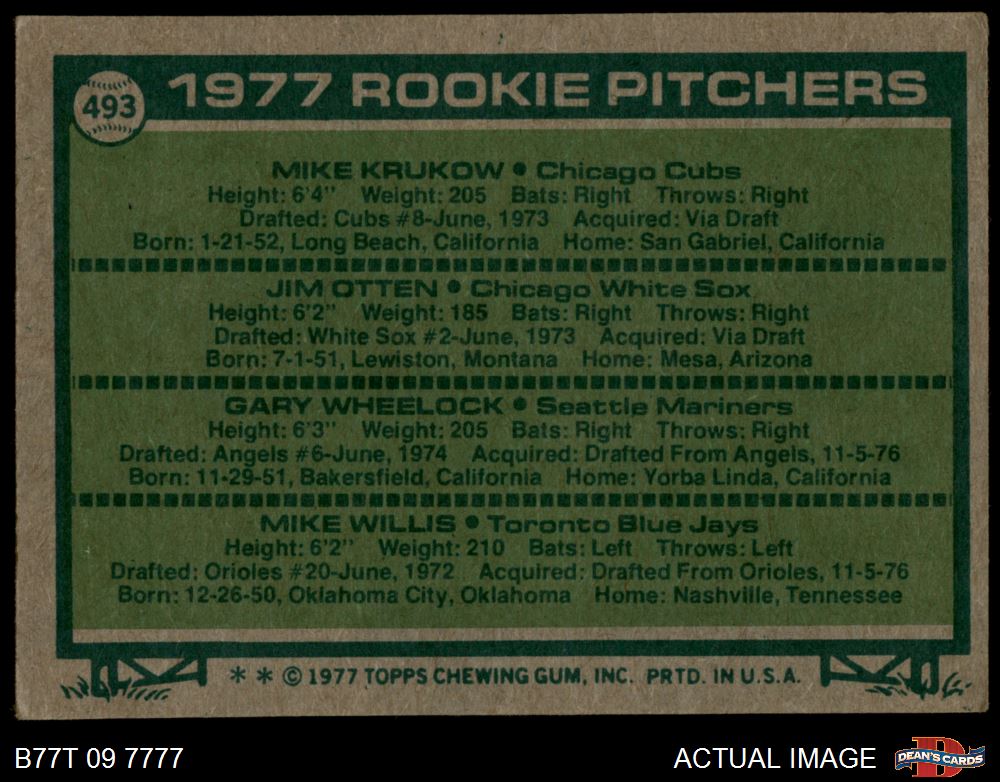 493
1977 ROOKIE PITCHERS
MIKE KRUKOW • Chicago Cubs
Height: 6'4" Weight: 205 Bats: Right Throws: Right
Drafted: Cubs #8-June, 1973 Acquired: Via Draft
Born: 1-21-52, Long Beach, California Home: San Gabriel, California
JIM OTTEN • Chicago White Sox
Height: 6'2" Weight: 185 Bats: Right Throws: Right
Drafted: White Sox #2-June, 1973 Acquired: Via Draft
Born: 7-1-51, Lewiston, Montana Home: Mesa, Arizona
GARY WHEELOCK • Seattle Mariners
Height: 6'3" Weight: 205 Bats: Right Throws: Right
Drafted: Angels #6-June, 1974 Acquired: Drafted From Angels, 11-5-76
Born: 11-29-51, Bakersfield, California Home: Yorba Linda, California
MIKE WILLIS • Toronto Blue Jays
Height: 6'2" Weight: 210 Bats: Left Throws: Left
Drafted: Orioles #20-June, 1972 Acquired: Drafted From Orioles, 11-5-76
Born: 12-26-50, Oklahoma City, Oklahoma Home: Nashville, Tennessee
* * © 1977 TOPPS CHEWING GUM, INC. PRTD. IN U.S.A.
B77T 09 7777 ACTUAL IMAGE D DEAN'S CARDS